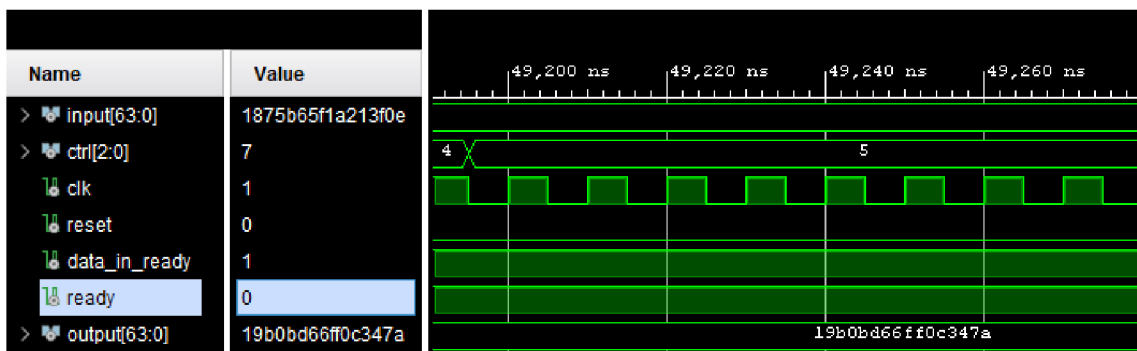 49,200 ns 49,220 ns 49,240 ns 49,260 ns
Name Value
input[63:0] 1875b65f1a213f0e
ctrl[2:0] 7 4 5
clk 1
reset 0
data_in_ready 1
ready 0
output[63:0] 19b0bd66ff0c347a 19b0bd66ff0c347a